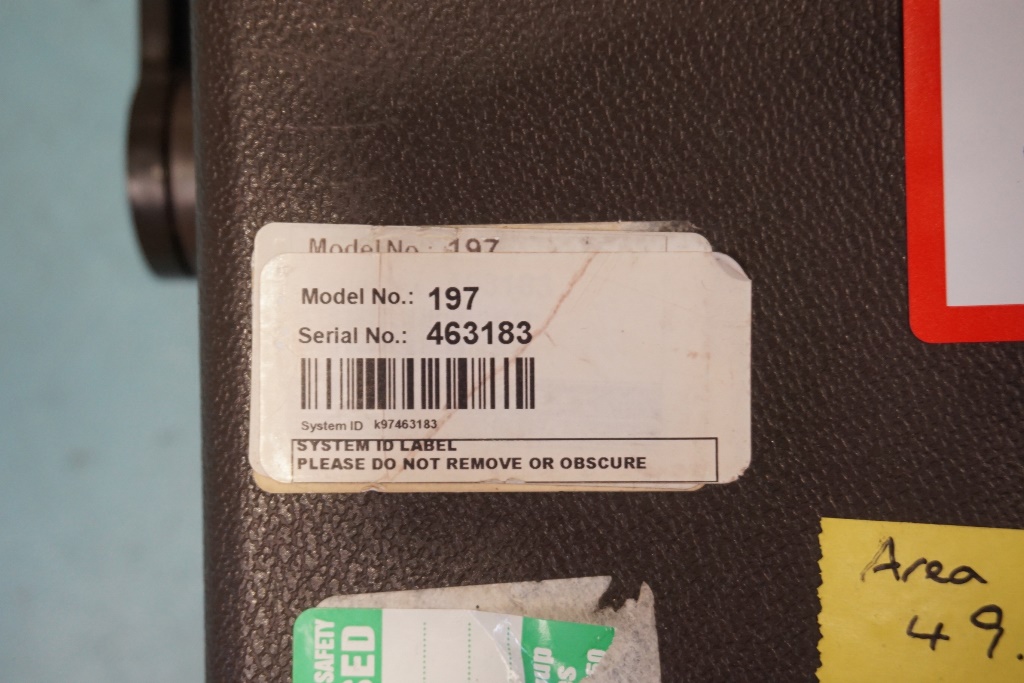 Model No.: 197
Model No.: 197
Serial No.: 463183
System ID k97463183
SYSTEM ID LABEL
PLEASE DO NOT REMOVE OR OBSCURE
Area
49.
SAFETY